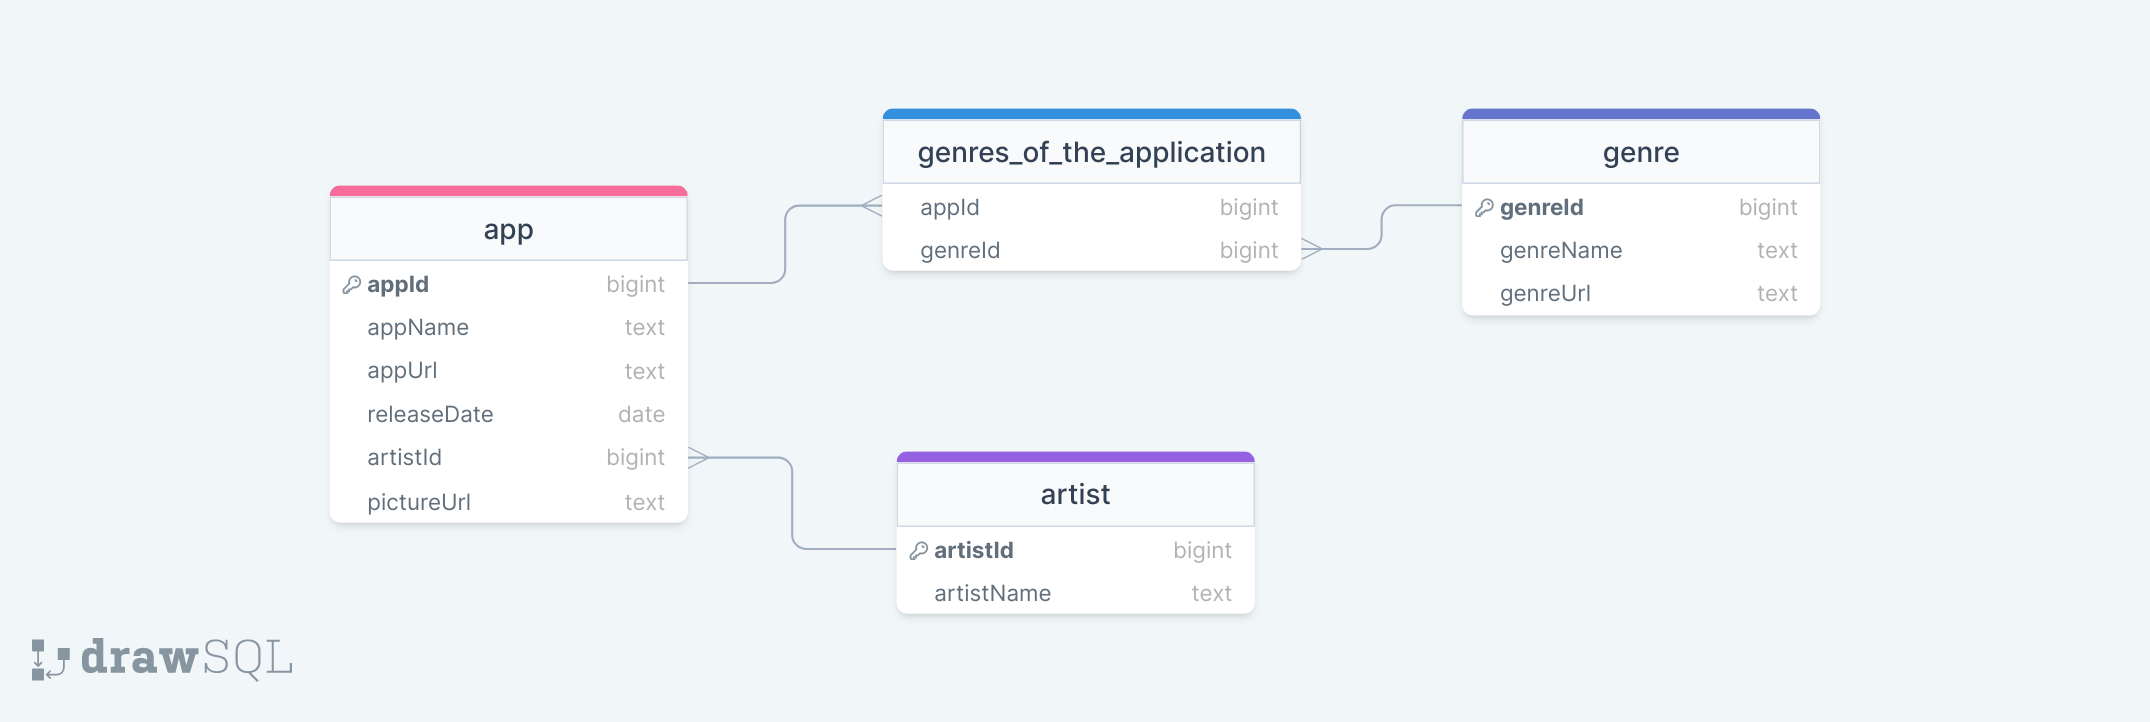 app
appId bigint
appName text
appUrl text
releaseDate date
artistId bigint
pictureUrl text
genres_of_the_application
appId bigint
genreId bigint
genre
genreId bigint
genreName text
genreUrl text
artist
artistId bigint
artistName text
drawSQL